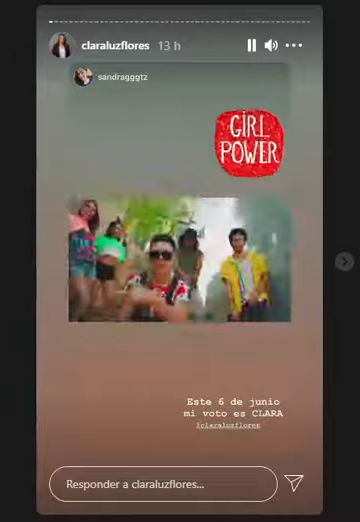 claraluzflores 13 h
sandragggtz
GIRL
POWER
Este 6 de junio
mi voto es CLARA
@claraluzflores
Responder a claraluzflores...